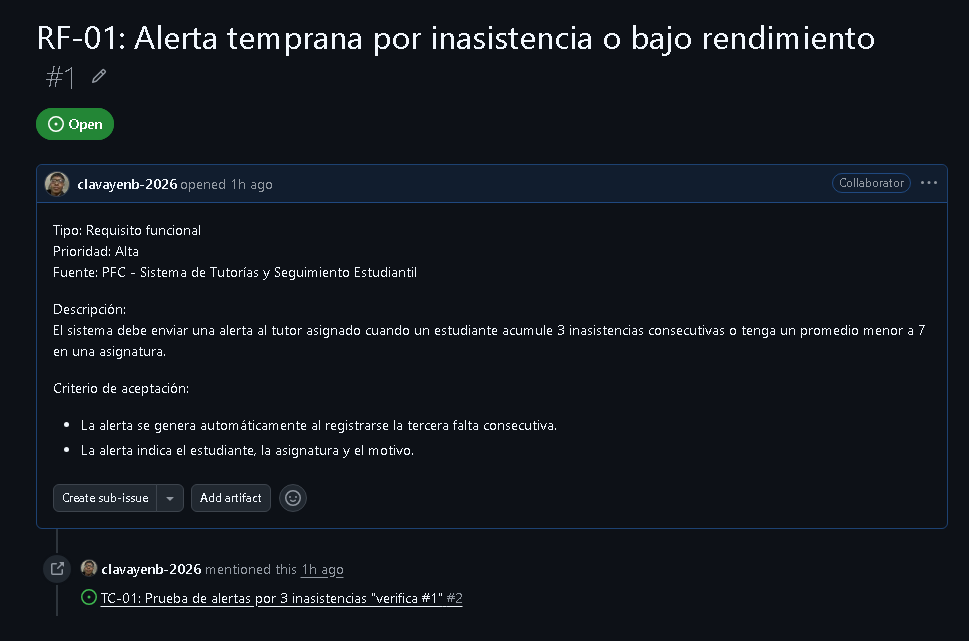 RF-01: Alerta temprana por inasistencia o bajo rendimiento
#1
Open
clavayenb-2026 opened 1h ago
Collaborator
Tipo: Requisito funcional
Prioridad: Alta
Fuente: PFC - Sistema de Tutorías y Seguimiento Estudiantil
Descripción:
El sistema debe enviar una alerta al tutor asignado cuando un estudiante acumule 3 inasistencias consecutivas o tenga un promedio menor a 7
en una asignatura.
Criterio de aceptación:
La alerta se genera automáticamente al registrarse la tercera falta consecutiva.
La alerta indica el estudiante, la asignatura y el motivo.
Create sub-issue
Add artifact
clavayenb-2026 mentioned this 1h ago
TC-01: Prueba de alertas por 3 inasistencias "verifica #1" #2